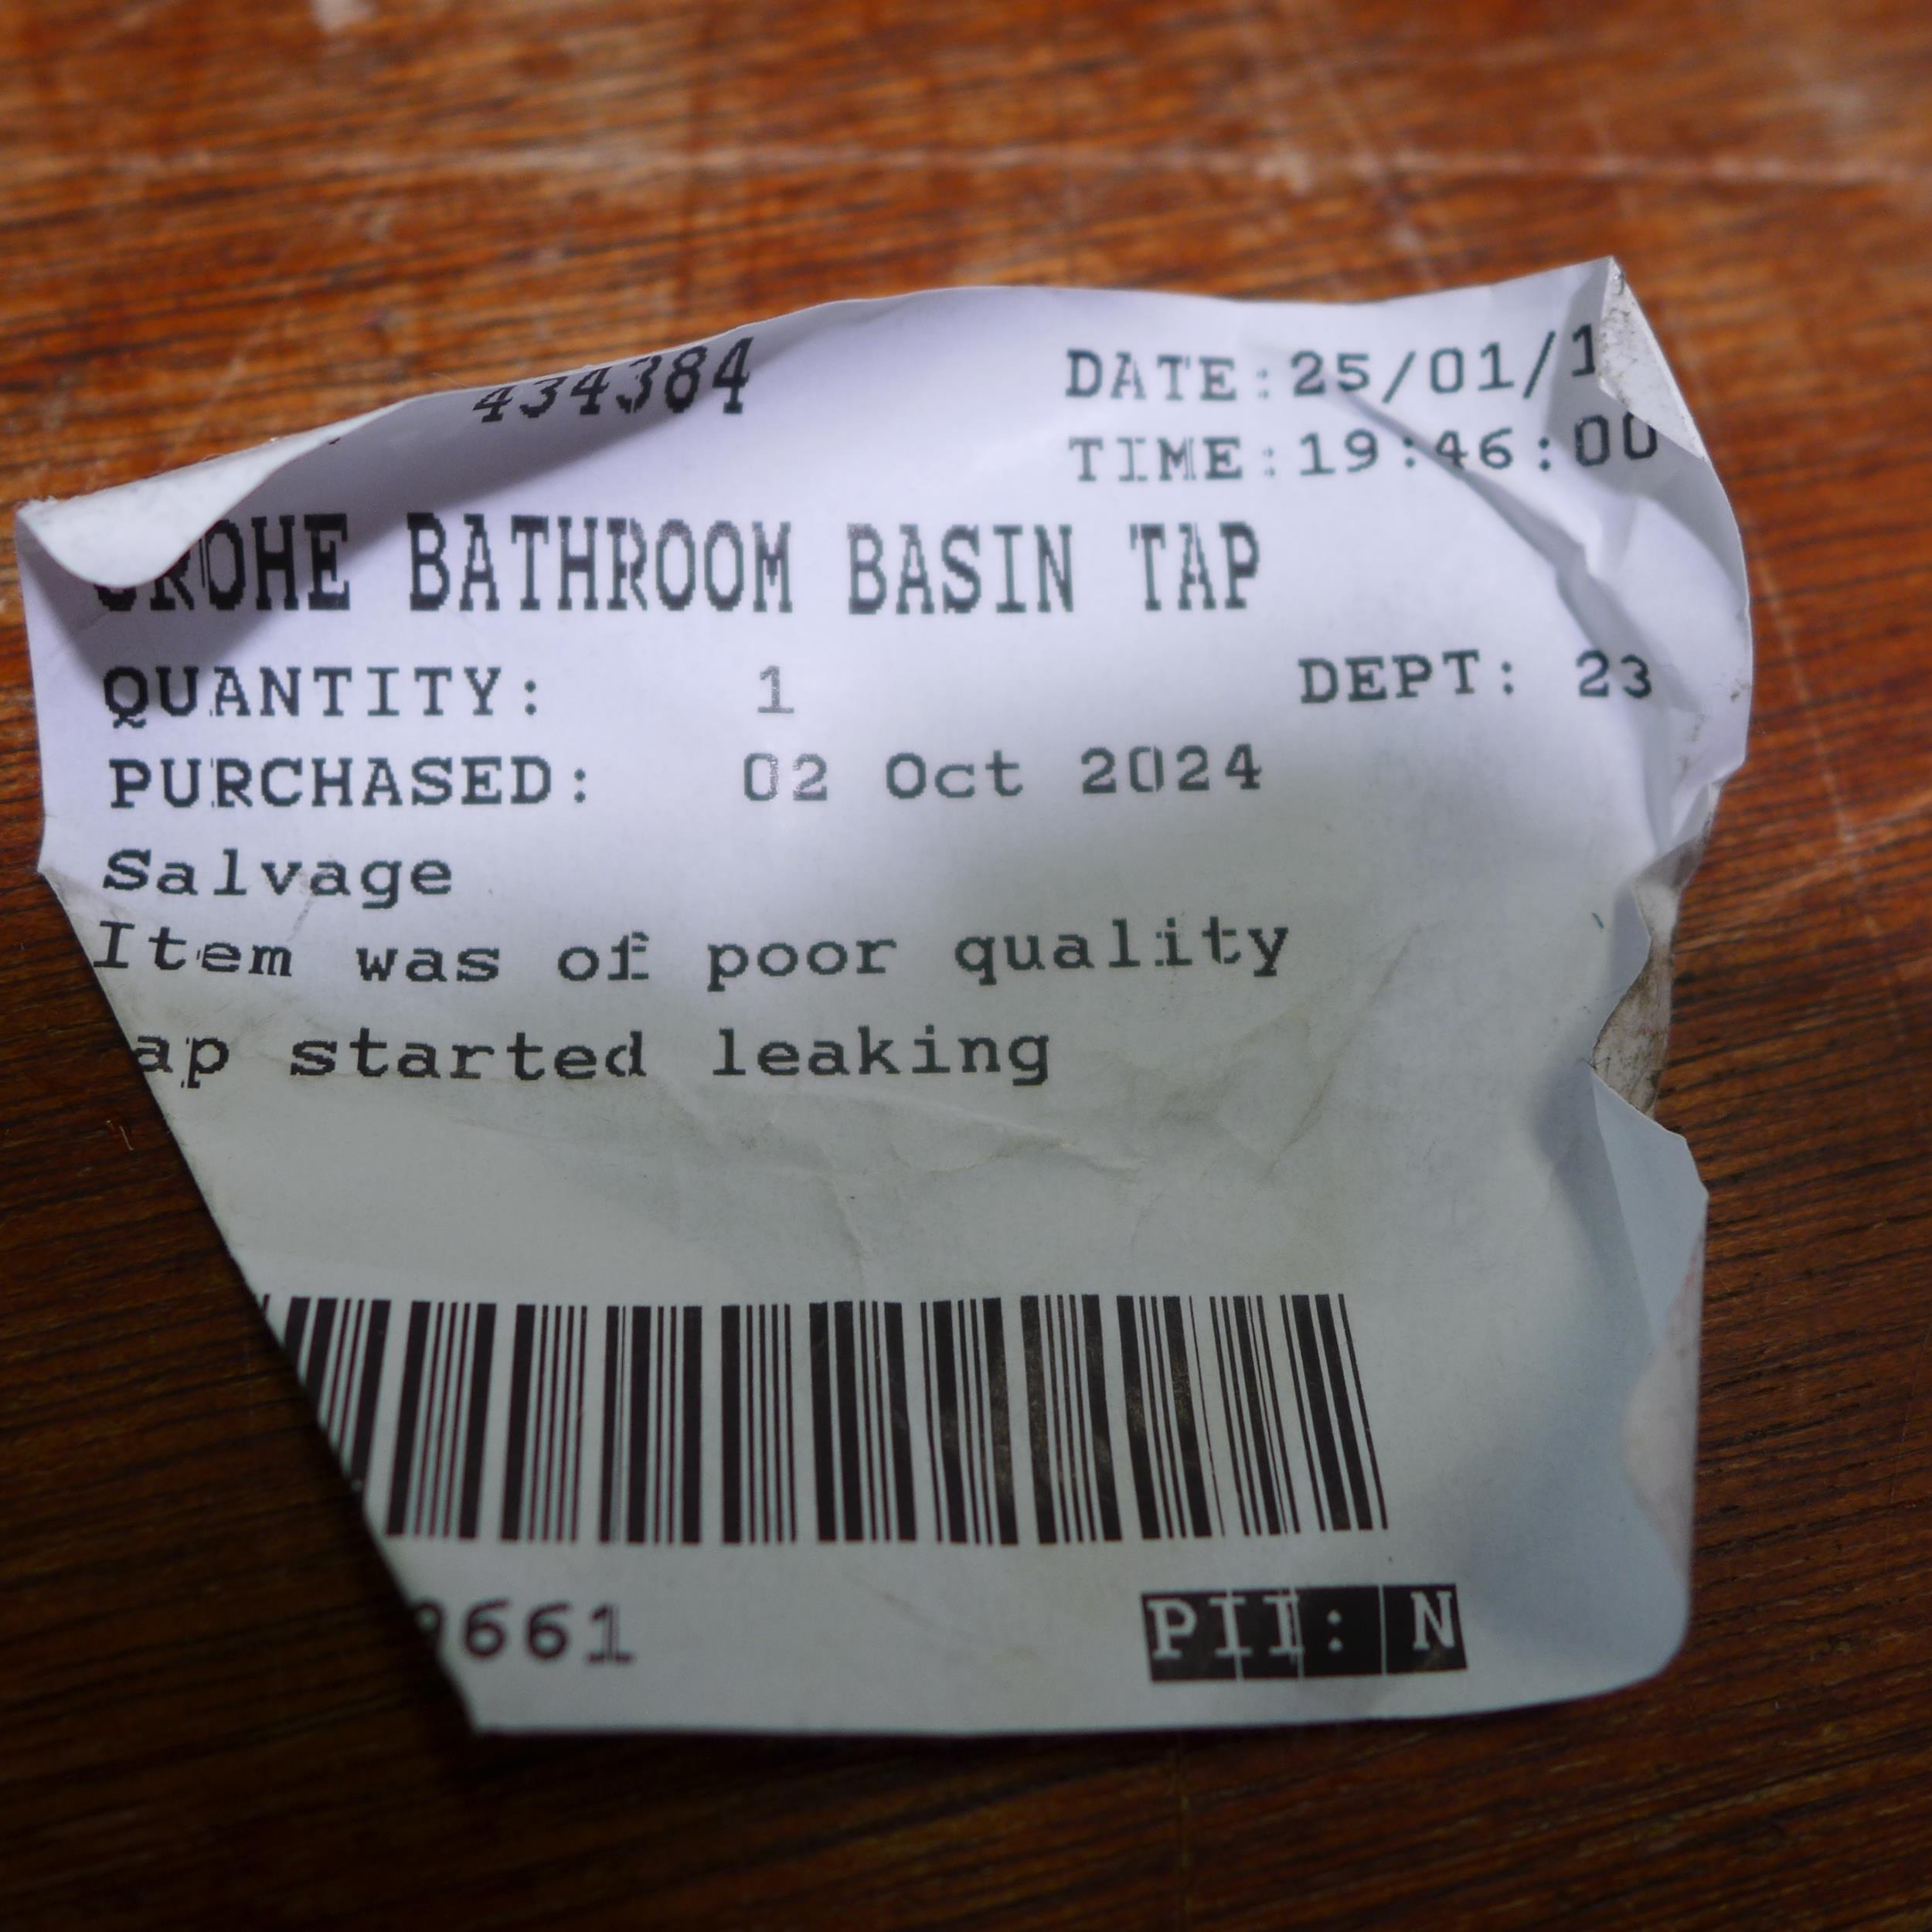 434384
DATE:25/01/1
TIME:19:46:00
GROHE BATHROOM BASIN TAP
QUANTITY: 1 DEPT: 23
PURCHASED: 02 Oct 2024
Salvage
Item was of poor quality
ap started leaking
9661
PII: N